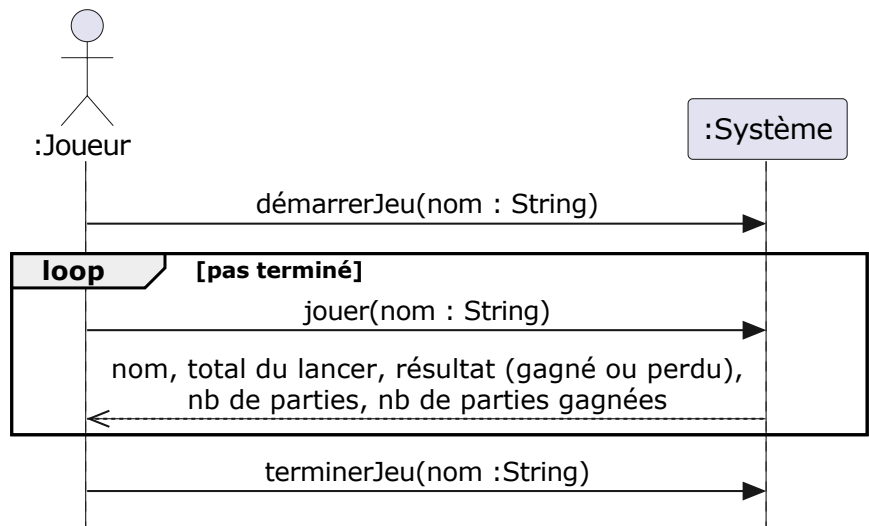 :Joueur
:Système
démarrerJeu(nom : String)
loop [pas terminé]
jouer(nom : String)
nom, total du lancer, résultat (gagné ou perdu),
nb de parties, nb de parties gagnées
terminerJeu(nom :String)